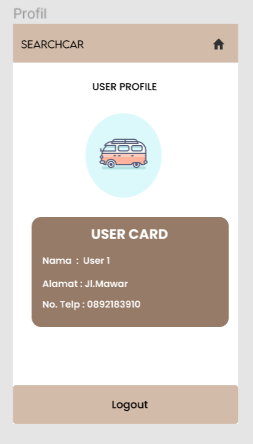 Profil
SEARCHCAR
USER PROFILE
USER CARD
Nama : User 1
Alamat : Jl.Mawar
No. Telp : 0892183910
Logout